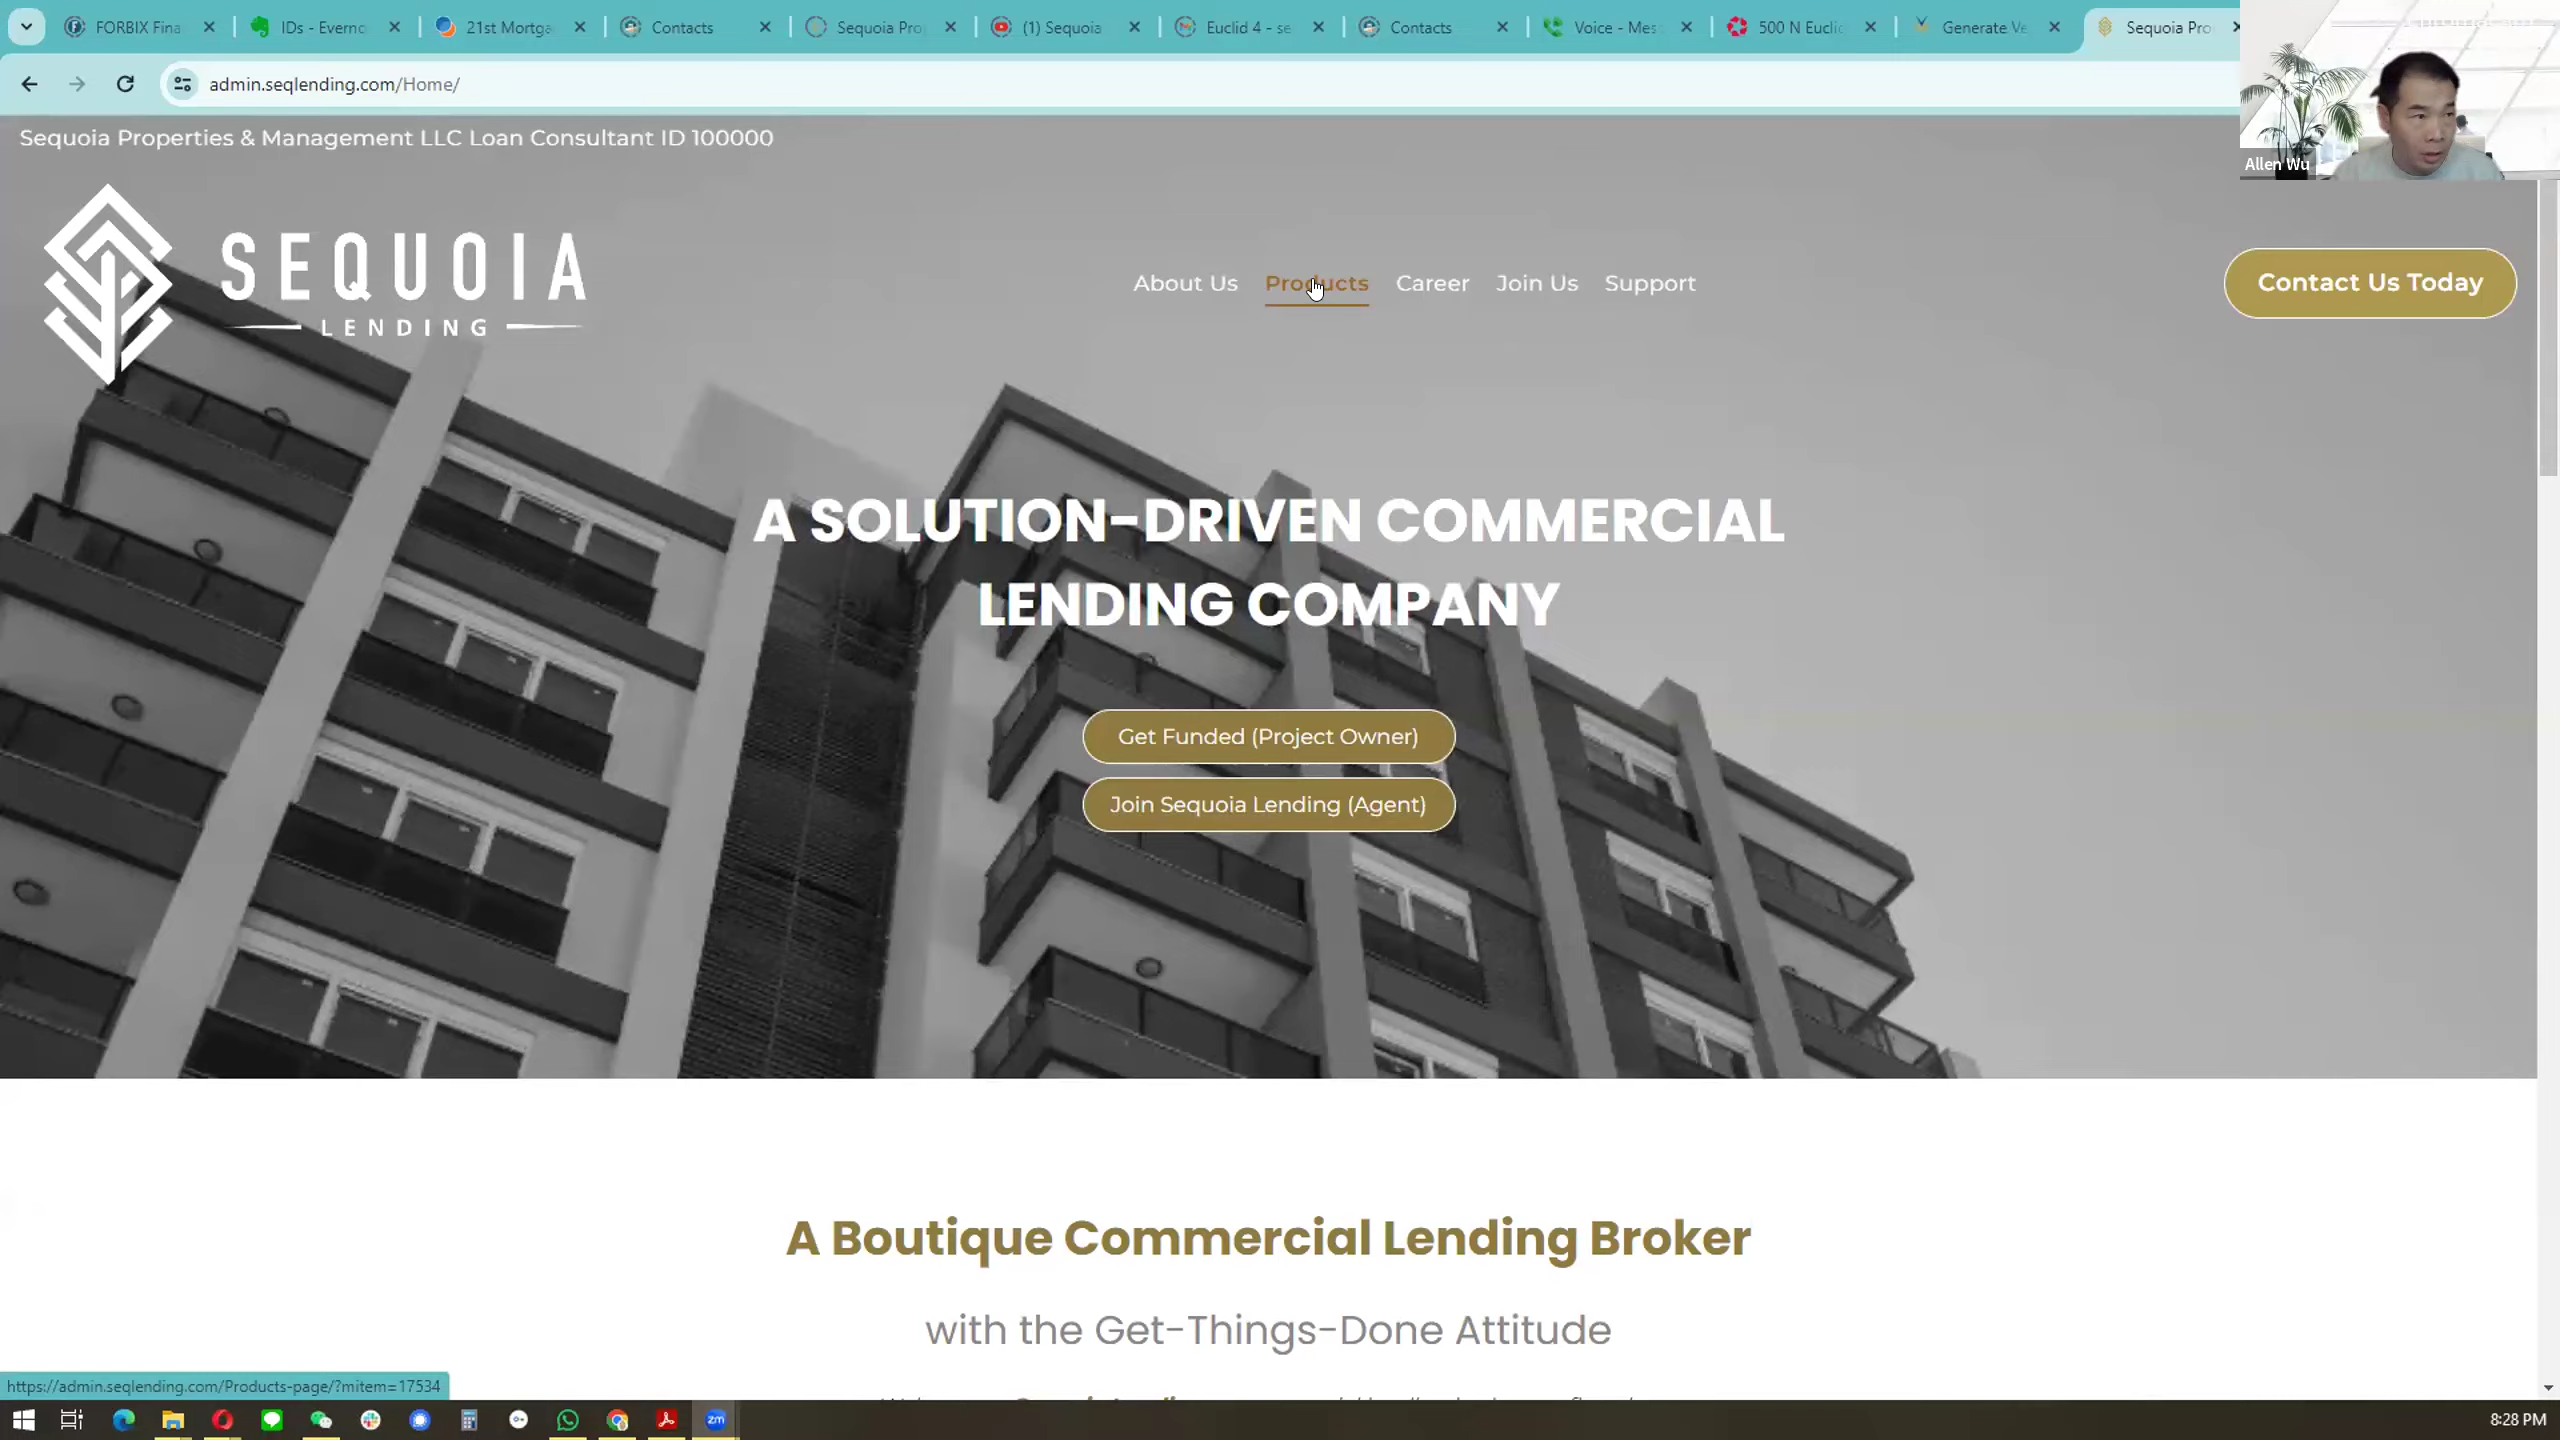 FORBIX Fina
IDs - Everno
21st Mortga
Contacts
Sequoia Pro
(1) Sequoia
Euclid 4 - se
Contacts
Voice - Mes
500 N Euclid
Generate Ve
Sequoia Pro
admin.seqlending.com/Home/
Allen Wu
Sequoia Properties & Management LLC Loan Consultant ID 100000
SEQUOIA
LENDING
About Us Products Career Join Us Support
Contact Us Today
A SOLUTION-DRIVEN COMMERCIAL
LENDING COMPANY
Get Funded (Project Owner)
Join Sequoia Lending (Agent)
A Boutique Commercial Lending Broker
with the Get-Things-Done Attitude
https://admin.seqlending.com/Products-page/?mitem=17534
zm
8:28 PM